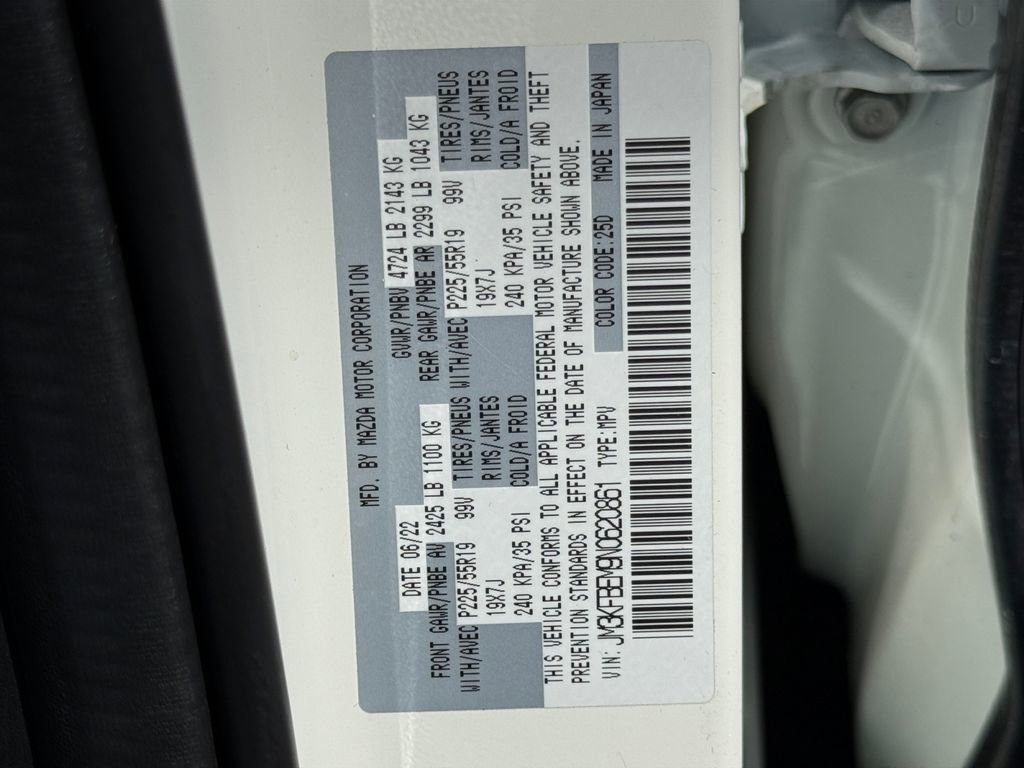 MFD. BY MAZDA MOTOR CORPORATION
DATE 06/22 GVWR/PNBV 4724 LB 2143 KG
FRONT GAWR/PNBE AV 2425 LB 1100 KG REAR GAWR/PNBE AR 2299 LB 1043 KG
WITH/AVEC P225/55R19 99V TIRES/PNEUS WITH/AVEC P225/55R19 99V TIRES/PNEUS
19X7J RIMS/JANTES 19X7J RIMS/JANTES
240 KPA/35 PSI COLD/A FROID 240 KPA/35 PSI COLD/A FROID
THIS VEHICLE CONFORMS TO ALL APPLICABLE FEDERAL MOTOR VEHICLE SAFETY AND THEFT
PREVENTION STANDARDS IN EFFECT ON THE DATE OF MANUFACTURE SHOWN ABOVE.
VIN: JM3KFBEM9N0620861 TYPE:MPV COLOR CODE:25D MADE IN JAPAN